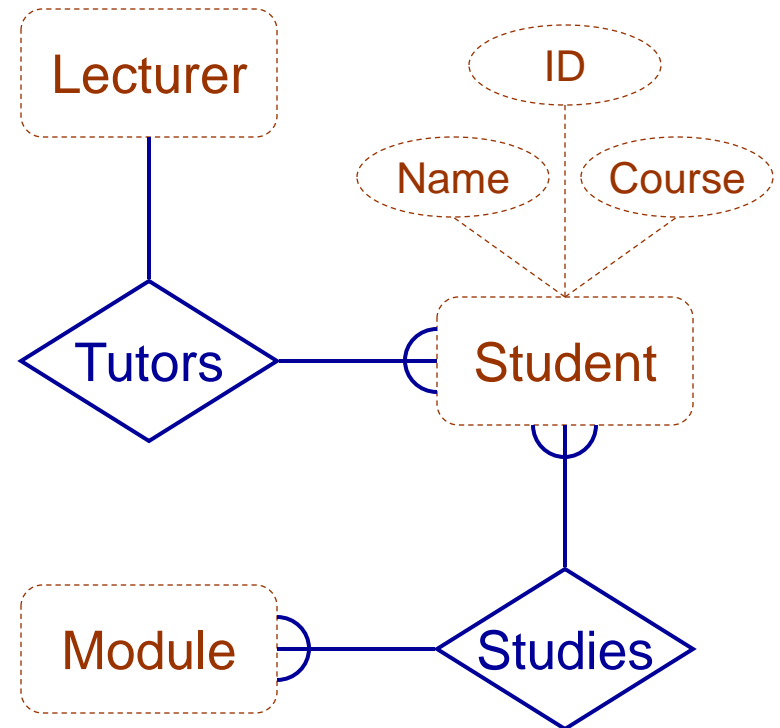 Lecturer
ID
Name
Course
Tutors
Student
Module
Studies